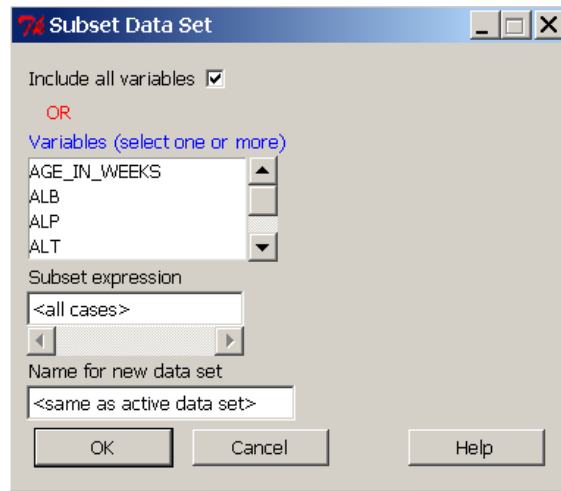 Subset Data Set
Include all variables
OR
Variables (select one or more)
AGE_IN_WEEKS
ALB
ALP
ALT
Subset expression
<all cases>
Name for new data set
<same as active data set>
OK Cancel Help